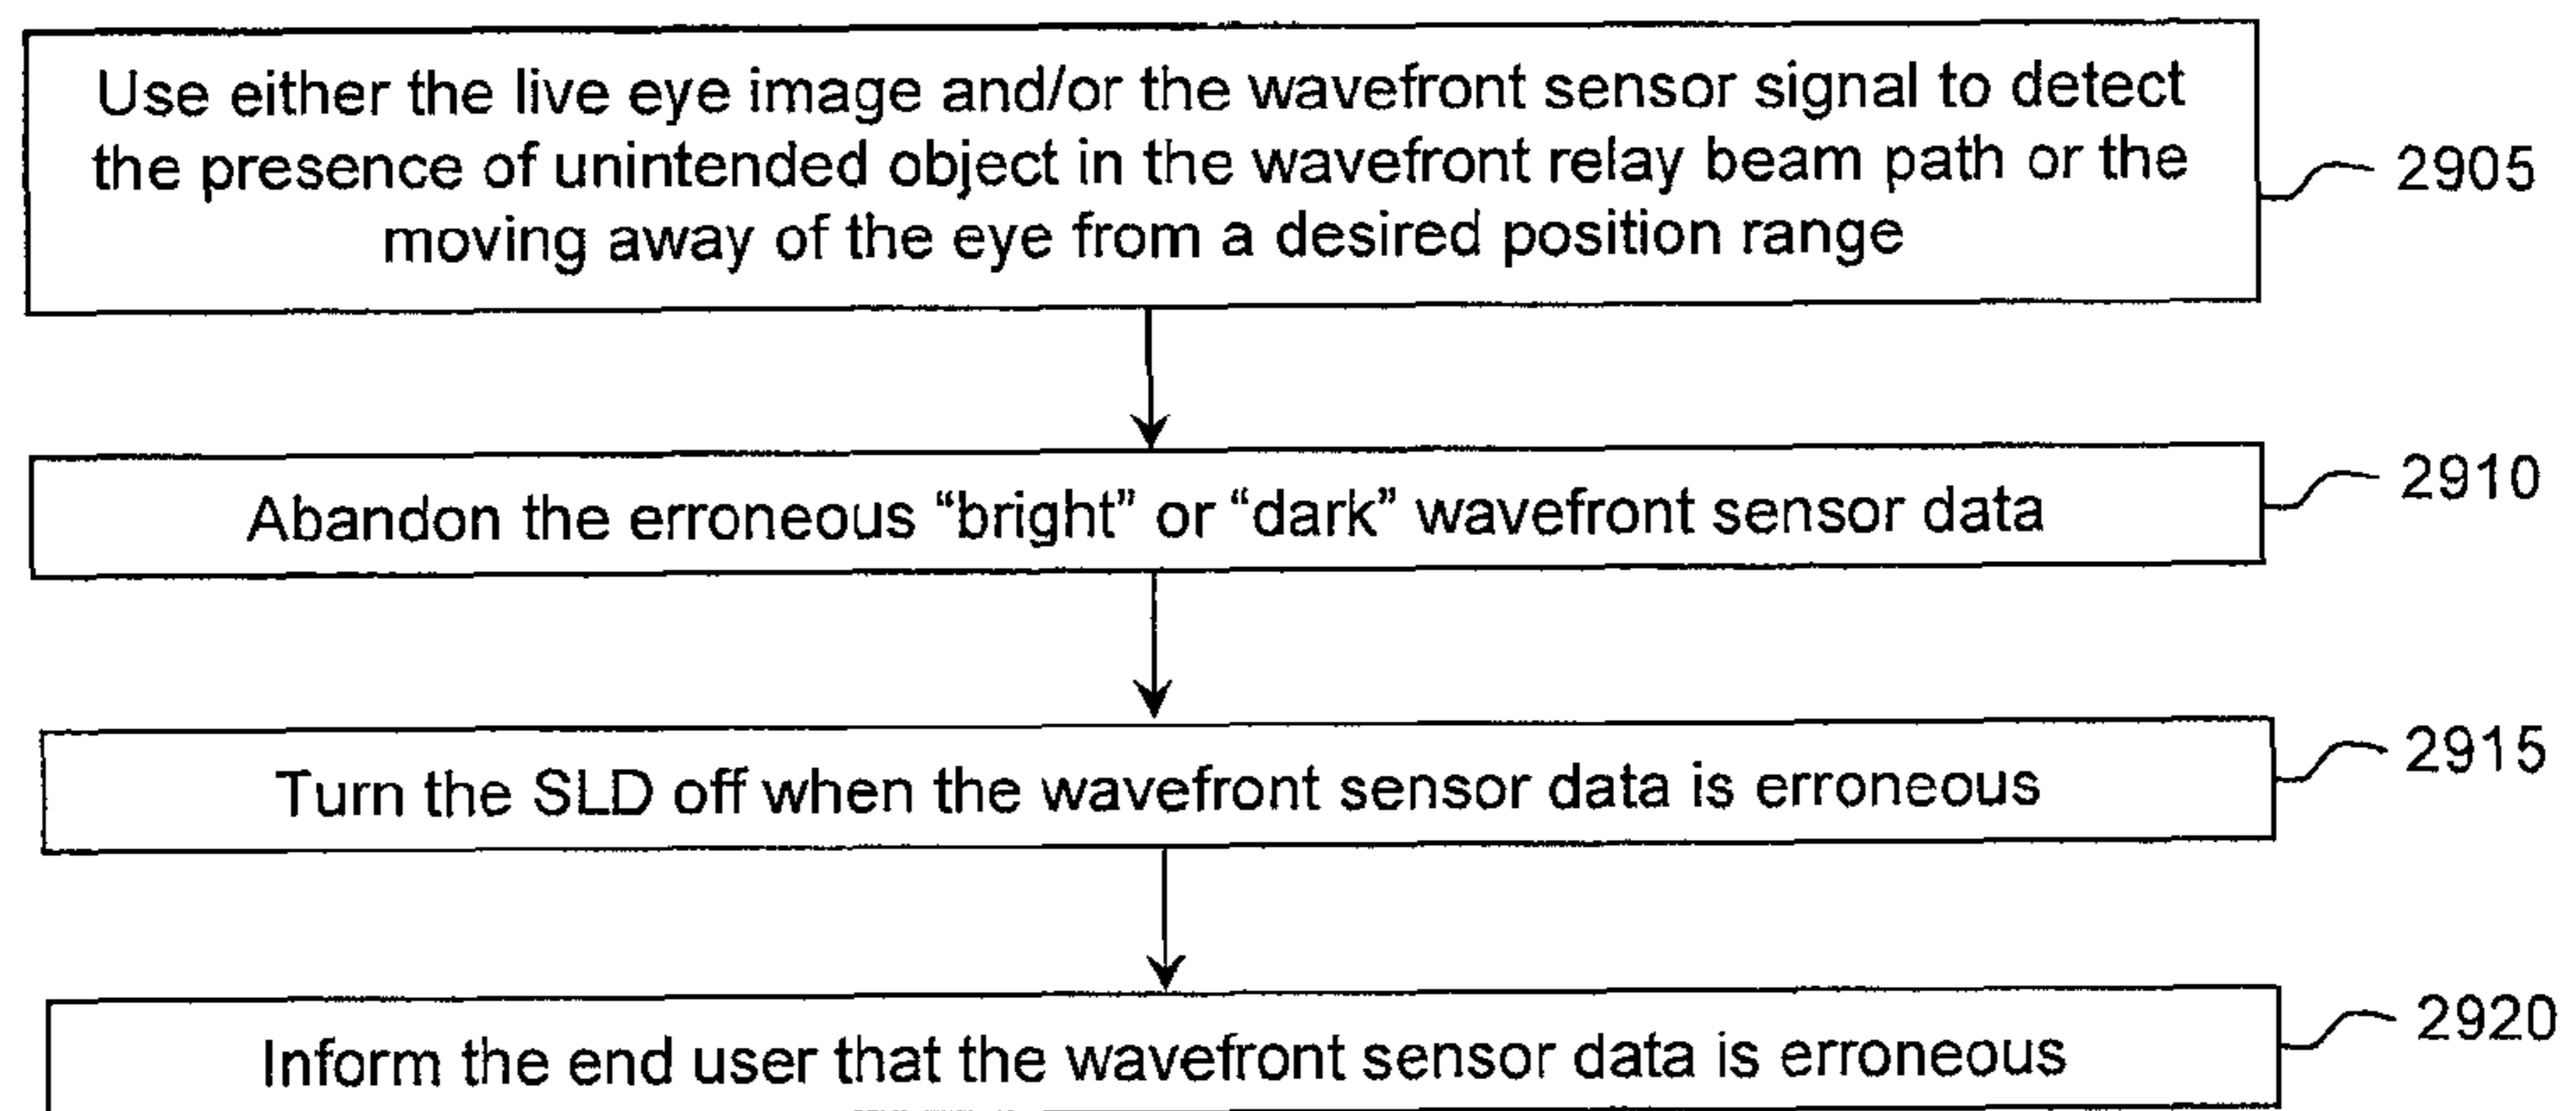 Use either the live eye image and/or the wavefront sensor signal to detect
the presence of unintended object in the wavefront relay beam path or the
moving away of the eye from a desired position range
2905
Abandon the erroneous “bright” or “dark” wavefront sensor data
2910
Turn the SLD off when the wavefront sensor data is erroneous
2915
Inform the end user that the wavefront sensor data is erroneous
2920